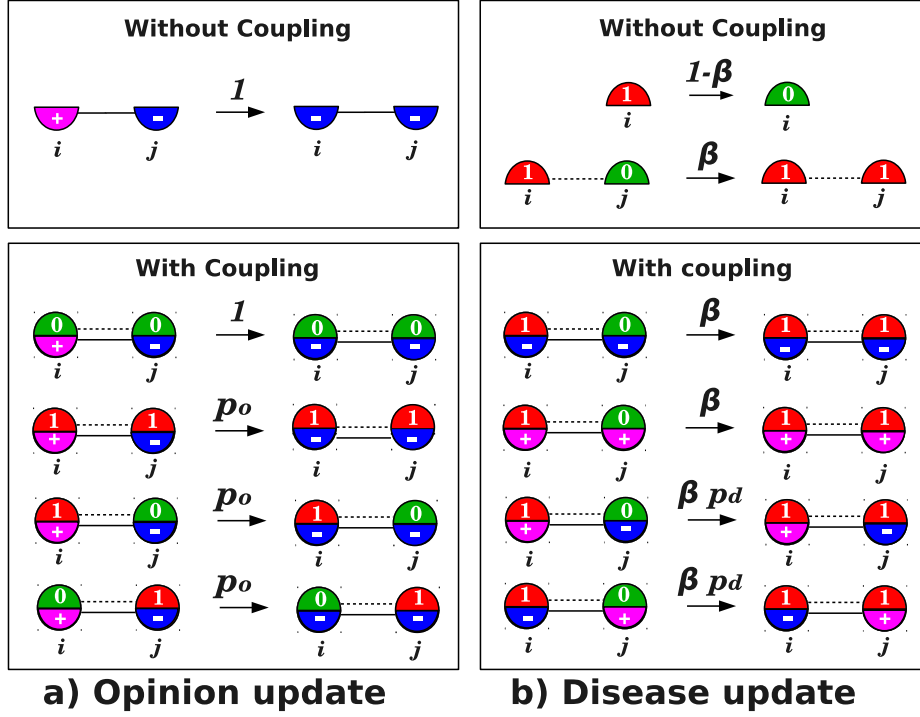 Without Coupling
1
+ - - -
i j i j
With Coupling
1
0 0 0 0
+ - - -
i j i j
po
1 1 1 1
+ - - -
i j i j
po
1 0 1 0
+ - - -
i j i j
po
0 1 0 1
+ - - -
i j i j
a) Opinion update
Without Coupling
1-β
1 0
i i
β
1 0 1 1
i j i j
With coupling
β
1 0 1 1
- - - -
i j i j
β
1 0 1 1
+ + + +
i j i j
β pd
1 0 1 1
+ - + -
i j i j
β pd
1 0 1 1
- + - +
i j i j
b) Disease update